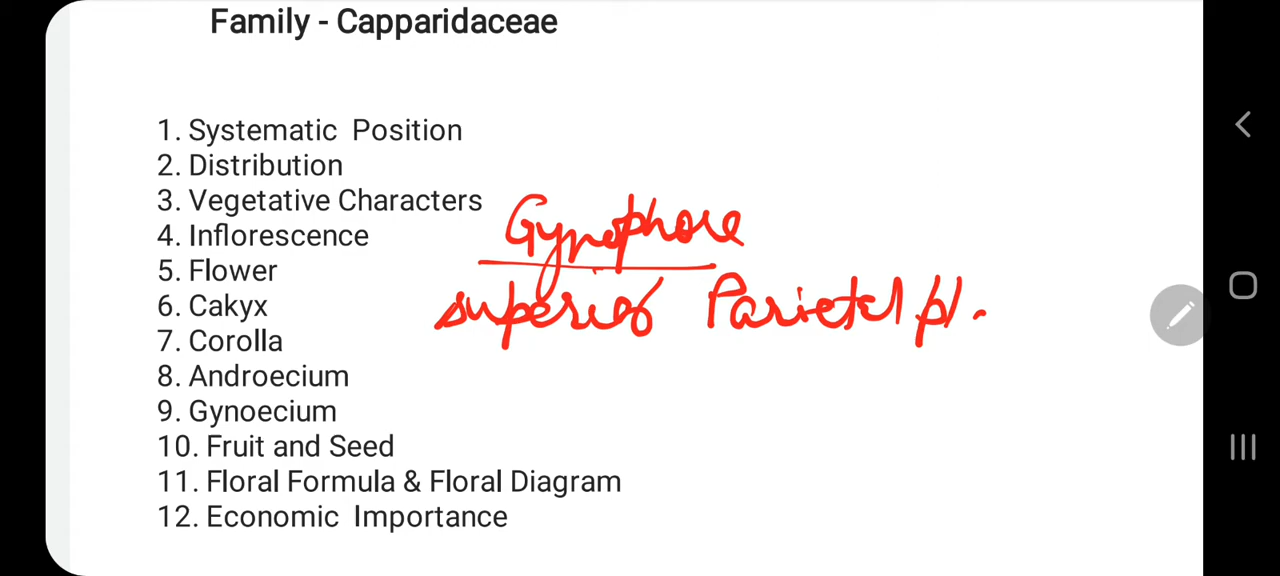 Family - Capparidaceae
1. Systematic Position
2. Distribution
3. Vegetative Characters
Gynophore
4. Inflorescence
5. Flower
superior Parietal pl.
6. Cakyx
7. Corolla
8. Androecium
9. Gynoecium
10. Fruit and Seed
11. Floral Formula & Floral Diagram
12. Economic Importance